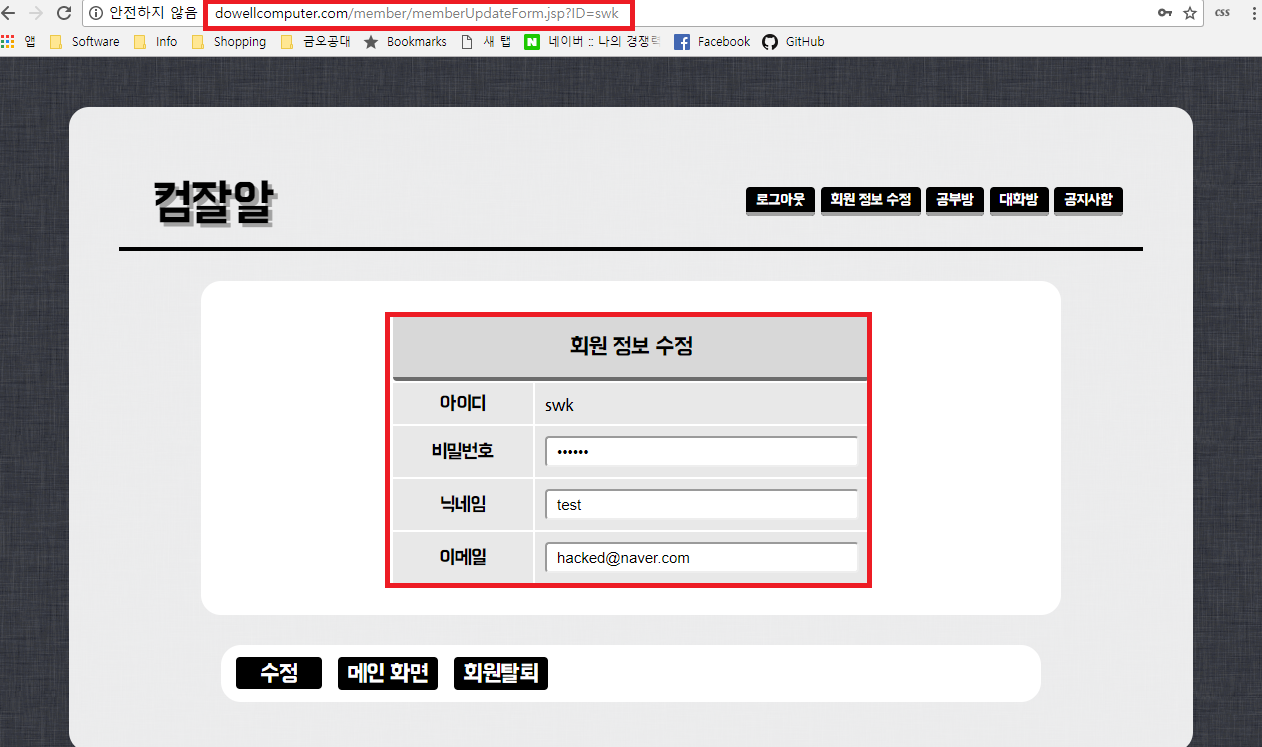 안전하지 않음 dowellcomputer.com/member/memberUpdateForm.jsp?ID=swk css
앱 Software Info Shopping 금오공대 Bookmarks 새 탭 N 네이버 :: 나의 경쟁력 Facebook GitHub
컴잘알
로그아웃 회원 정보 수정 공부방 대화방 공지사항
회원 정보 수정
아이디 swk
비밀번호 ••••••
닉네임 test
이메일 hacked@naver.com
수정 메인 화면 회원탈퇴